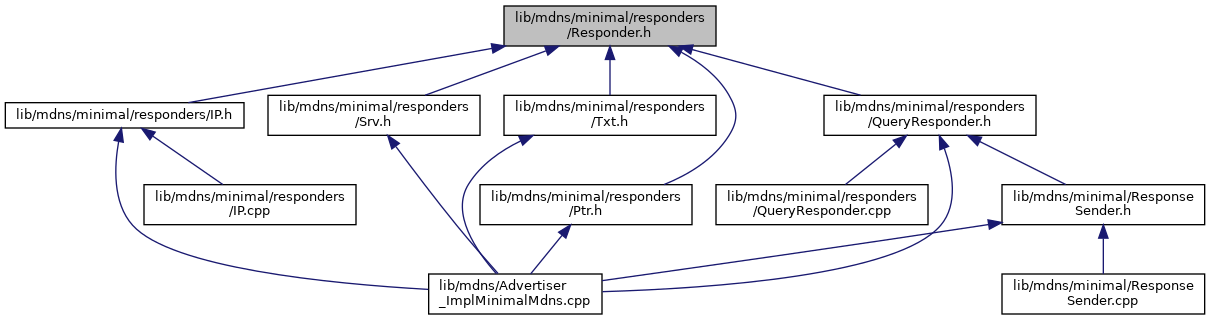 lib/mdns/minimal/responders
/Responder.h
lib/mdns/minimal/responders/IP.h
lib/mdns/minimal/responders
/Srv.h
lib/mdns/minimal/responders
/Txt.h
lib/mdns/minimal/responders
/QueryResponder.h
lib/mdns/minimal/responders
/IP.cpp
lib/mdns/minimal/responders
/Ptr.h
lib/mdns/minimal/responders
/QueryResponder.cpp
lib/mdns/minimal/Response
Sender.h
lib/mdns/Advertiser
_ImplMinimalMdns.cpp
lib/mdns/minimal/Response
Sender.cpp